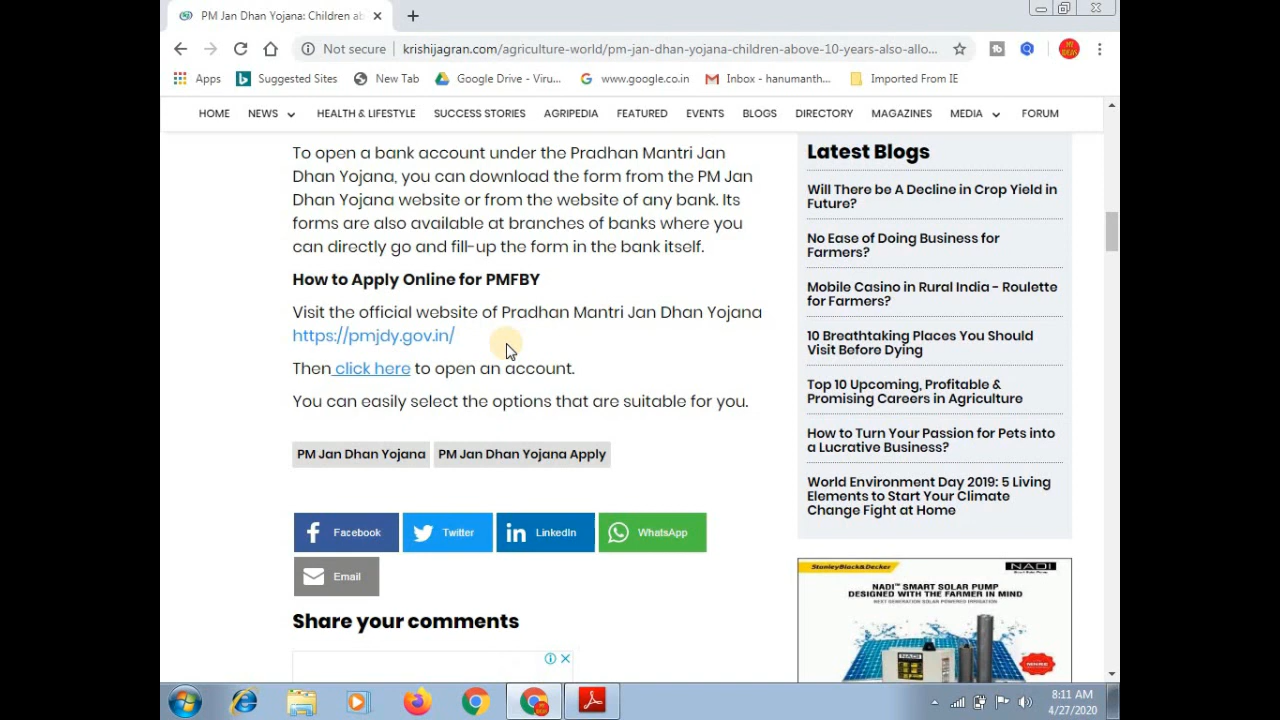 PM Jan Dhan Yojana: Children ab
Not secure
krishijagran.com/agriculture-world/pm-jan-dhan-yojana-children-above-10-years-also-allo...
Apps
Suggested Sites
New Tab
Google Drive - Viru...
www.google.co.in
Inbox - hanumanth...
Imported From IE
HOME
NEWS
HEALTH & LIFESTYLE
SUCCESS STORIES
AGRIPEDIA
FEATURED
EVENTS
BLOGS
DIRECTORY
MAGAZINES
MEDIA
FORUM
To open a bank account under the Pradhan Mantri Jan
Dhan Yojana, you can download the form from the PM Jan
Dhan Yojana website or from the website of any bank. Its
forms are also available at branches of banks where you
can directly go and fill-up the form in the bank itself.
How to Apply Online for PMFBY
Visit the official website of Pradhan Mantri Jan Dhan Yojana
https://pmjdy.gov.in/
Then click here to open an account.
You can easily select the options that are suitable for you.
PM Jan Dhan Yojana
PM Jan Dhan Yojana Apply
Facebook
Twitter
LinkedIn
WhatsApp
Email
Share your comments
Latest Blogs
Will There be A Decline in Crop Yield in
Future?
No Ease of Doing Business for
Farmers?
Mobile Casino in Rural India - Roulette
for Farmers?
10 Breathtaking Places You Should
Visit Before Dying
Top 10 Upcoming, Profitable &
Promising Careers in Agriculture
How to Turn Your Passion for Pets into
a Lucrative Business?
World Environment Day 2019: 5 Living
Elements to Start Your Climate
Change Fight at Home
StanleyBlack&Decker
NADI
NADI™ SMART SOLAR PUMP
DESIGNED WITH THE FARMER IN MIND
NEXT GENERATION SOLAR POWERED IRRIGATION
8:11 AM
4/27/2020